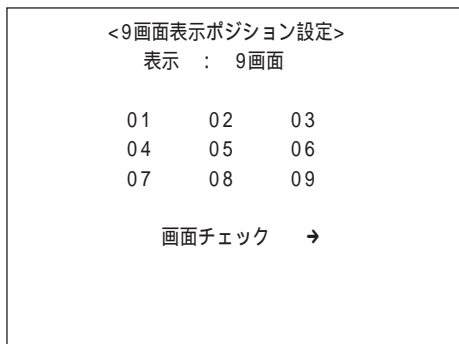 <9画面表示ポジション設定>
表示 : 9画面
01 02 03
04 05 06
07 08 09
画面チェック →